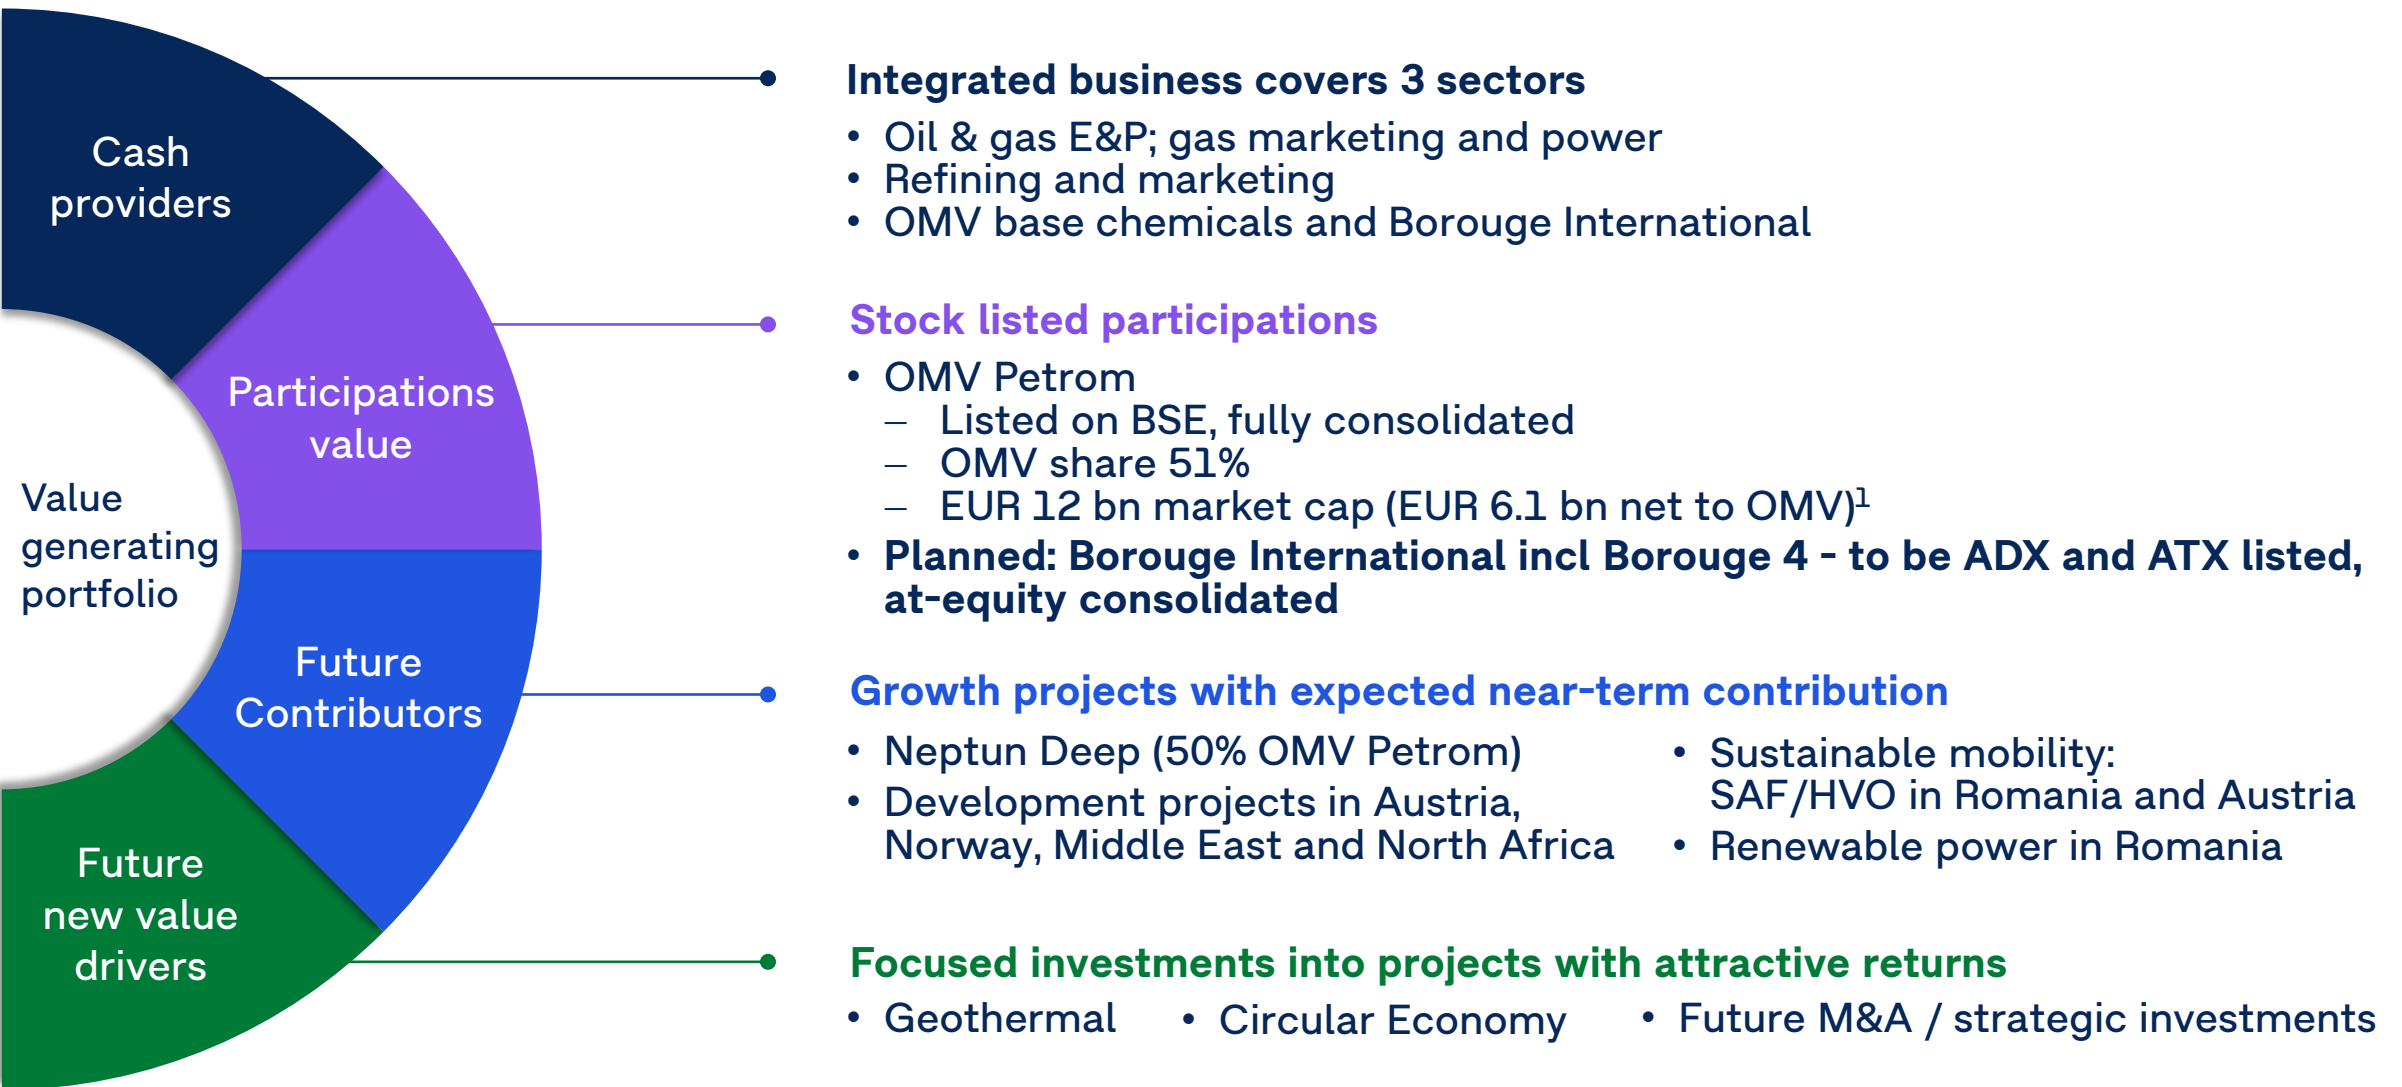 Cash
providers
Participations
value
Value
generating
portfolio
Future
Contributors
Future
new value
drivers
Integrated business covers 3 sectors
• Oil & gas E&P; gas marketing and power
• Refining and marketing
• OMV base chemicals and Borouge International
Stock listed participations
• OMV Petrom
– Listed on BSE, fully consolidated
– OMV share 51%
– EUR 12 bn market cap (EUR 6.1 bn net to OMV)¹
• Planned: Borouge International incl Borouge 4 - to be ADX and ATX listed,
at-equity consolidated
Growth projects with expected near-term contribution
• Neptun Deep (50% OMV Petrom)
• Development projects in Austria,
Norway, Middle East and North Africa
• Sustainable mobility:
SAF/HVO in Romania and Austria
• Renewable power in Romania
Focused investments into projects with attractive returns
• Geothermal
• Circular Economy
• Future M&A / strategic investments